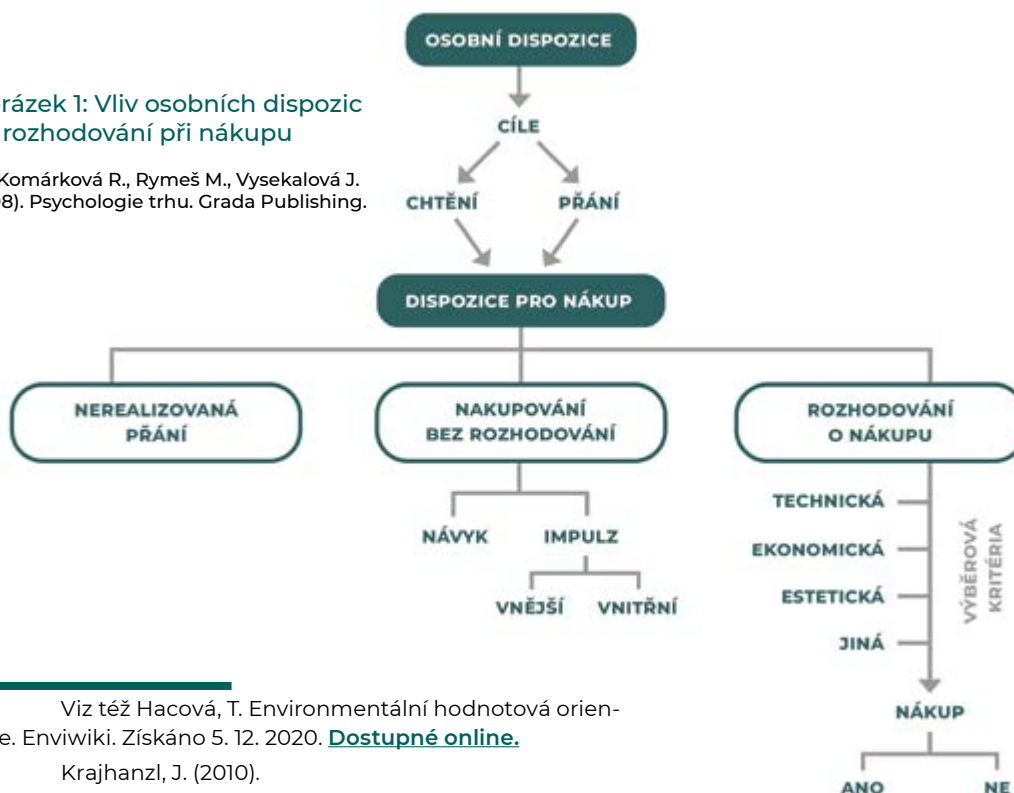 OSOBNÍ DISPOZICE
rázek 1: Vliv osobních dispozic
rozhodování při nákupu
Komárková R., Rymeš M., Vysekalová J.
8). Psychologie trhu. Grada Publishing.
CÍLE
CHTĚNÍ PŘÁNÍ
DISPOZICE PRO NÁKUP
NEREALIZOVANÁ
PŘÁNÍ
NAKUPOVÁNÍ
BEZ ROZHODOVÁNÍ
ROZHODOVÁNÍ
O NÁKUPU
NÁVYK IMPULZ
VNĚJŠÍ VNITŘNÍ
TECHNICKÁ
EKONOMICKÁ
ESTETICKÁ
JINÁ
VÝBĚROVÁ
KRITÉRIA
NÁKUP
ANO NE
Viz též Hacová, T. Environmentální hodnotová orien-
e. Enviwiki. Získáno 5. 12. 2020. Dostupné online.
Krajhanzl, J. (2010).